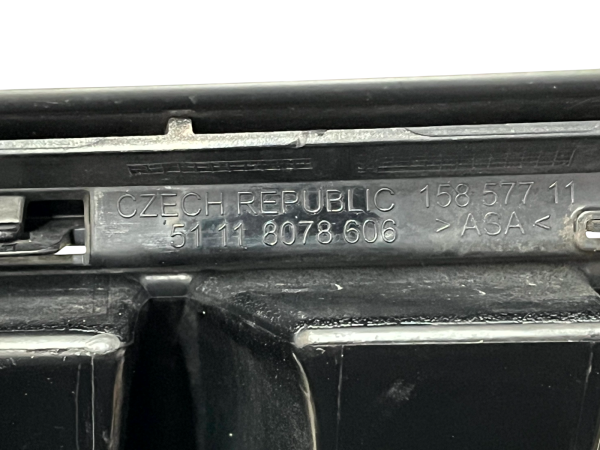 CZECH REPUBLIC 158 577 11
51 11 8078 606 >ASA<